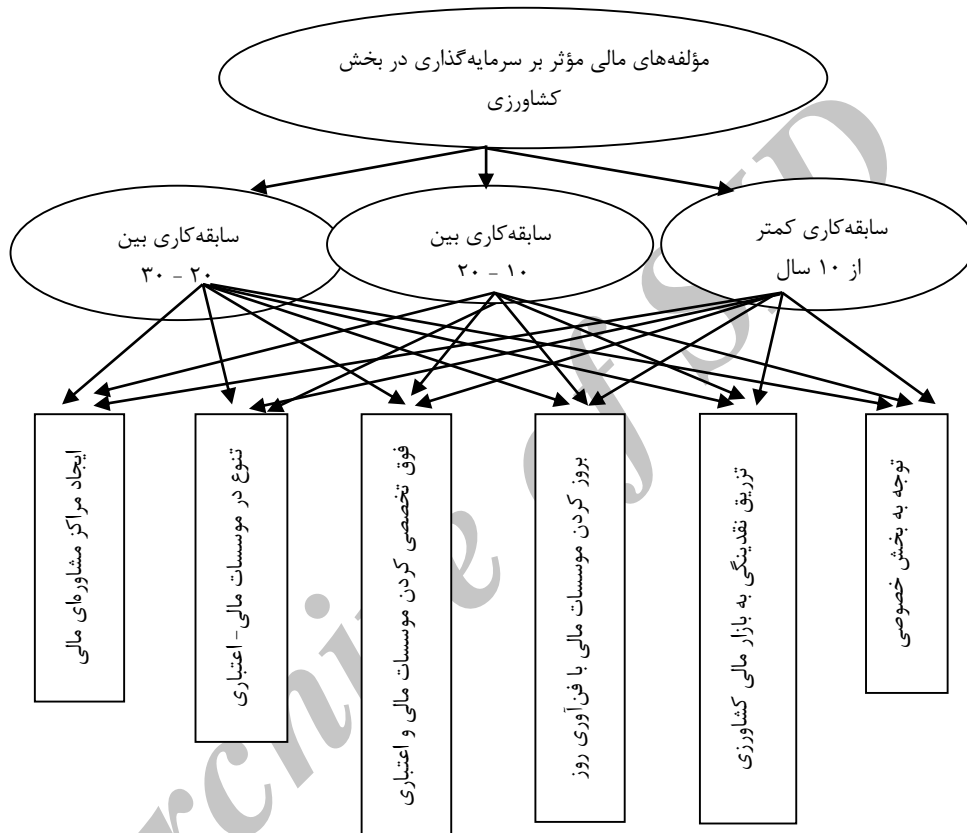 مؤلفه‌های مالی مؤثر بر سرمایه‌گذاری در بخش
کشاورزی
سابقه‌کاری کمتر
از ۱۰ سال
سابقه‌کاری بین
۱۰ - ۲۰
سابقه‌کاری بین
۲۰ - ۳۰
توجه به بخش خصوصی
تزریق نقدینگی به بازار مالی کشاورزی
بروز کردن موسسات مالی با فن‌آوری روز
فوق تخصصی کردن موسسات مالی و اعتباری
تنوع در موسسات مالی-اعتباری
ایجاد مراکز مشاوره‌ای مالی
Archive of SID